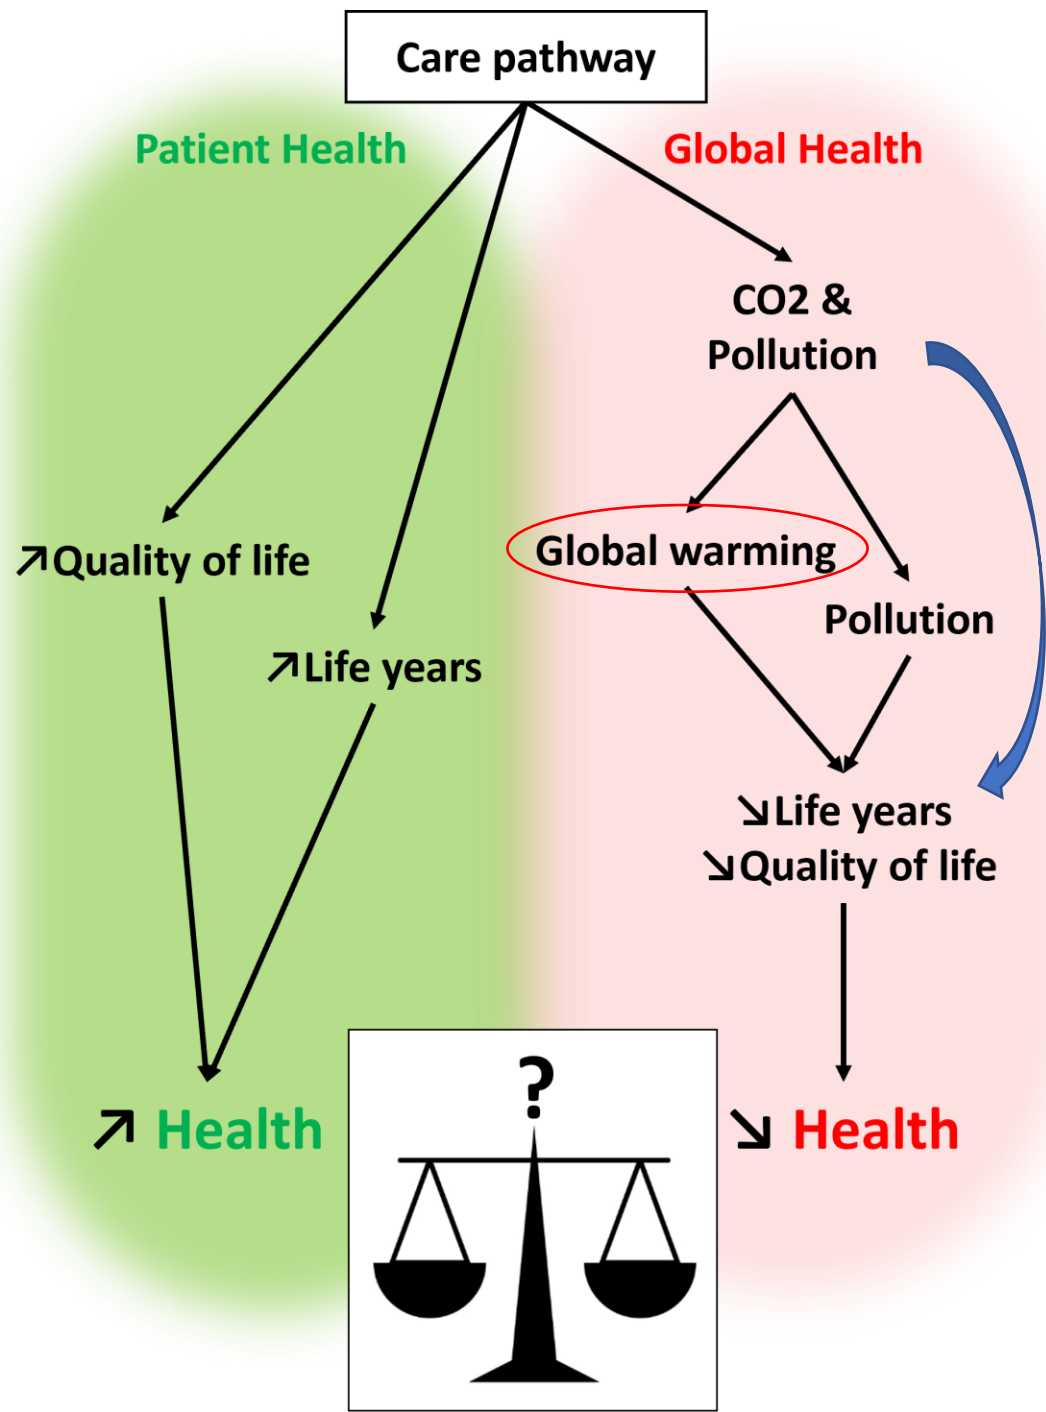 Care pathway
Patient Health
Global Health
CO2 &
Pollution
↗Quality of life
Global warming
Pollution
↗Life years
↘Life years
↘Quality of life
↗ Health
?
↘ Health